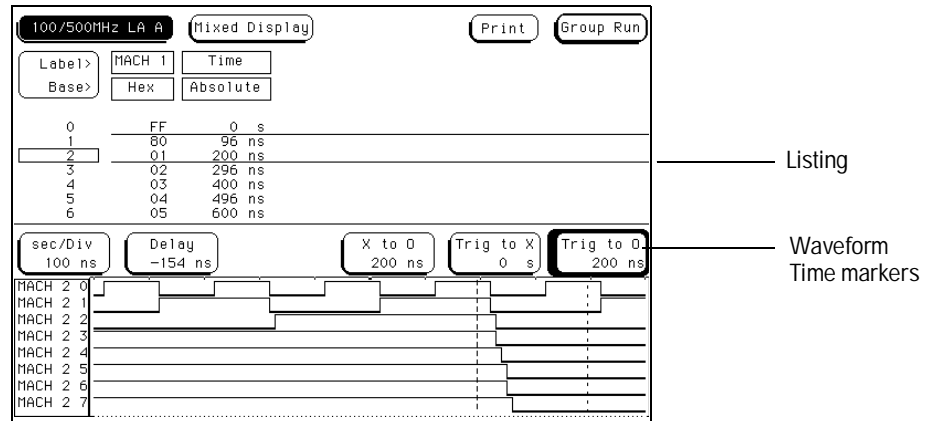 100/500MHz LA A Mixed Display Print Group Run
Label> MACH 1 Time
Base> Hex Absolute
0 FF 0 s
1 80 96 ns
2 01 200 ns
3 02 296 ns
4 03 400 ns
5 04 496 ns
6 05 600 ns
Listing
sec/Div Delay X to O Trig to X Trig to O
100 ns -154 ns 200 ns 0 s 200 ns
Waveform
Time markers
MACH 2 0
MACH 2 1
MACH 2 2
MACH 2 3
MACH 2 4
MACH 2 5
MACH 2 6
MACH 2 7